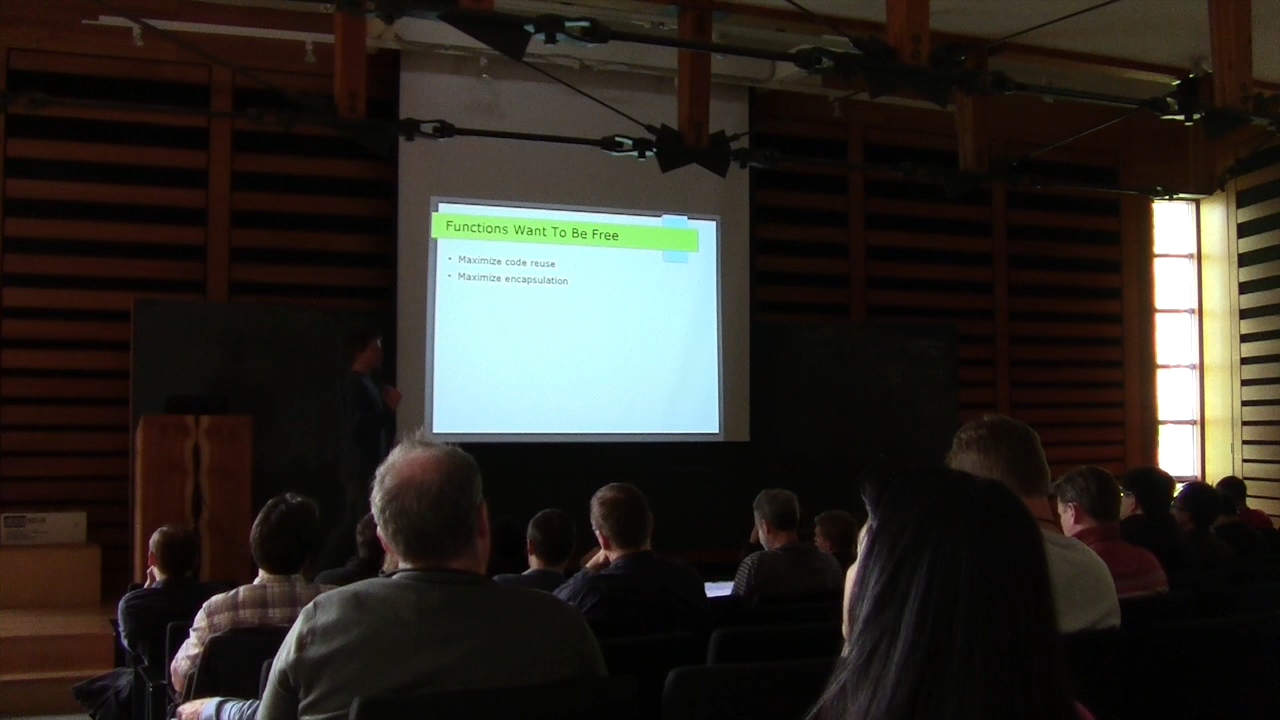 Functions Want To Be Free
• Maximize code reuse
• Maximize encapsulation